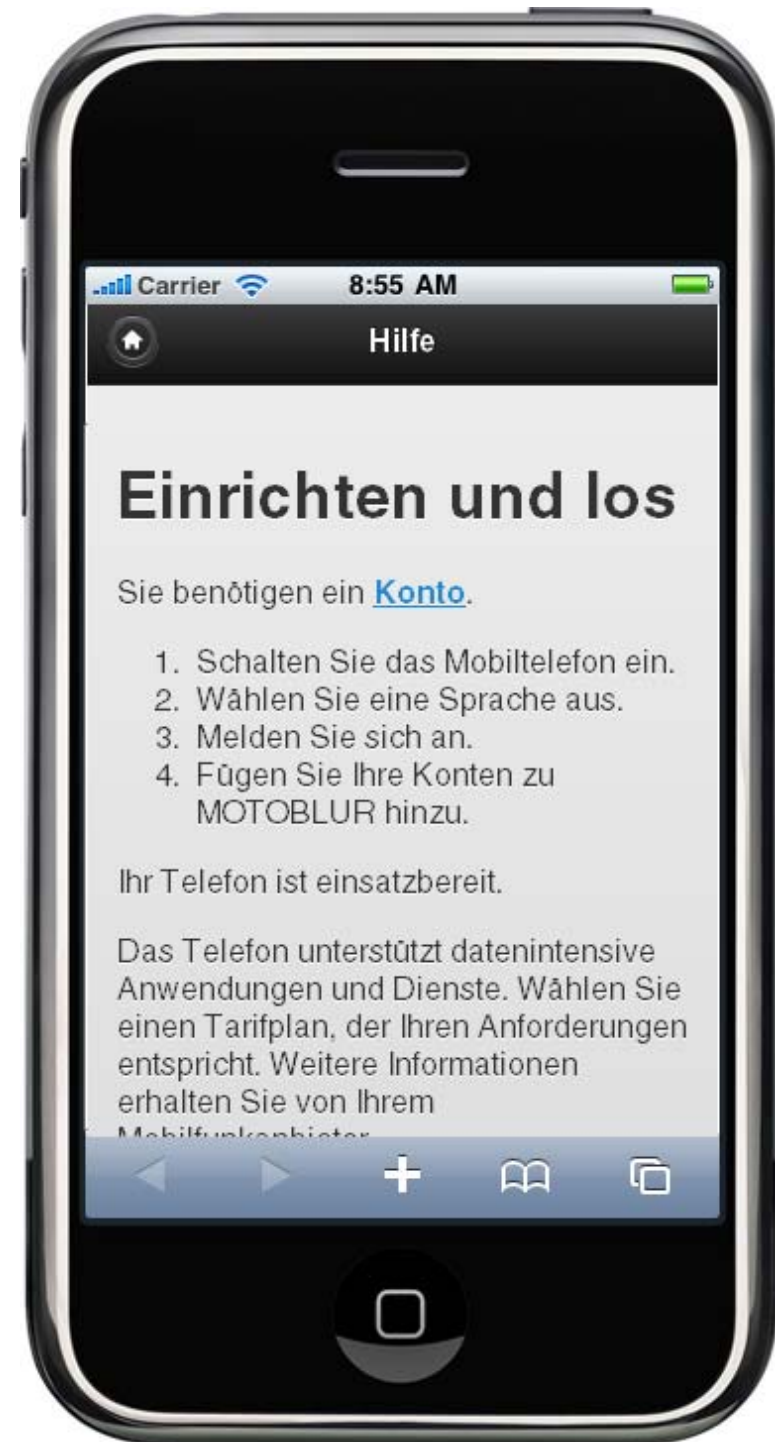 Carrier 8:55 AM
Hilfe
Einrichten und los
Sie benötigen ein Konto.
1. Schalten Sie das Mobiltelefon ein.
2. Wählen Sie eine Sprache aus.
3. Melden Sie sich an.
4. Fügen Sie Ihre Konten zu
MOTOBLUR hinzu.
Ihr Telefon ist einsatzbereit.
Das Telefon unterstützt datenintensive
Anwendungen und Dienste. Wählen Sie
einen Tarifplan, der Ihren Anforderungen
entspricht. Weitere Informationen
erhalten Sie von Ihrem
Mobilfunkanbieter